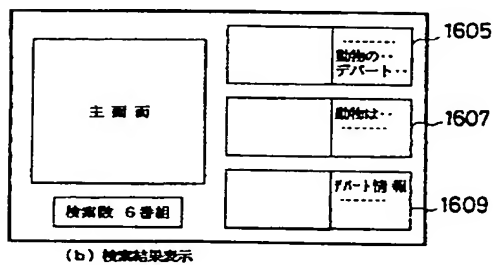 主画面
検索数 6番組
動物の‥
デパート‥
1605
動物は‥
1607
デパート情報
1609
(b) 検索結果表示